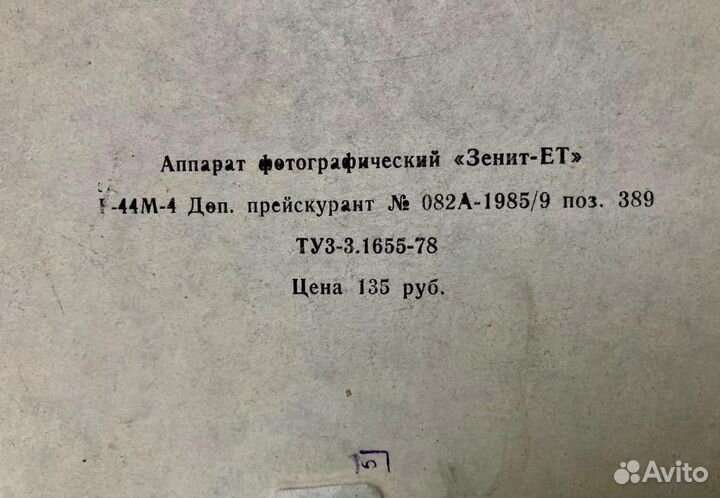 Аппарат фотографический «Зенит-ЕТ»
-44М-4 Доп. прейскурант № 082А-1985/9 поз. 389
ТУ3-3.1655-78
Цена 135 руб.
5
Avito